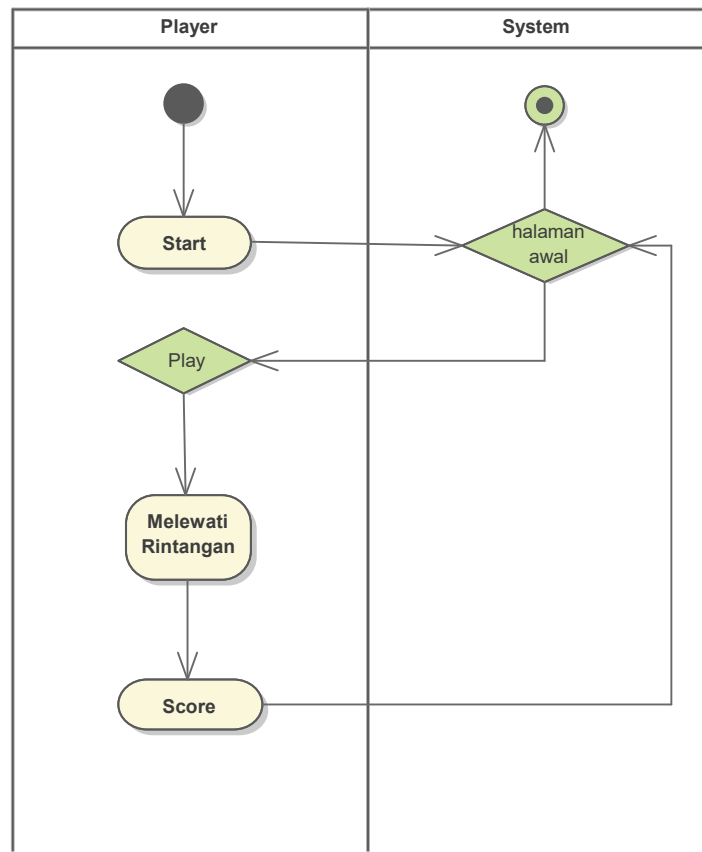 Player
System
Start
halaman
awal
Play
Melewati
Rintangan
Score